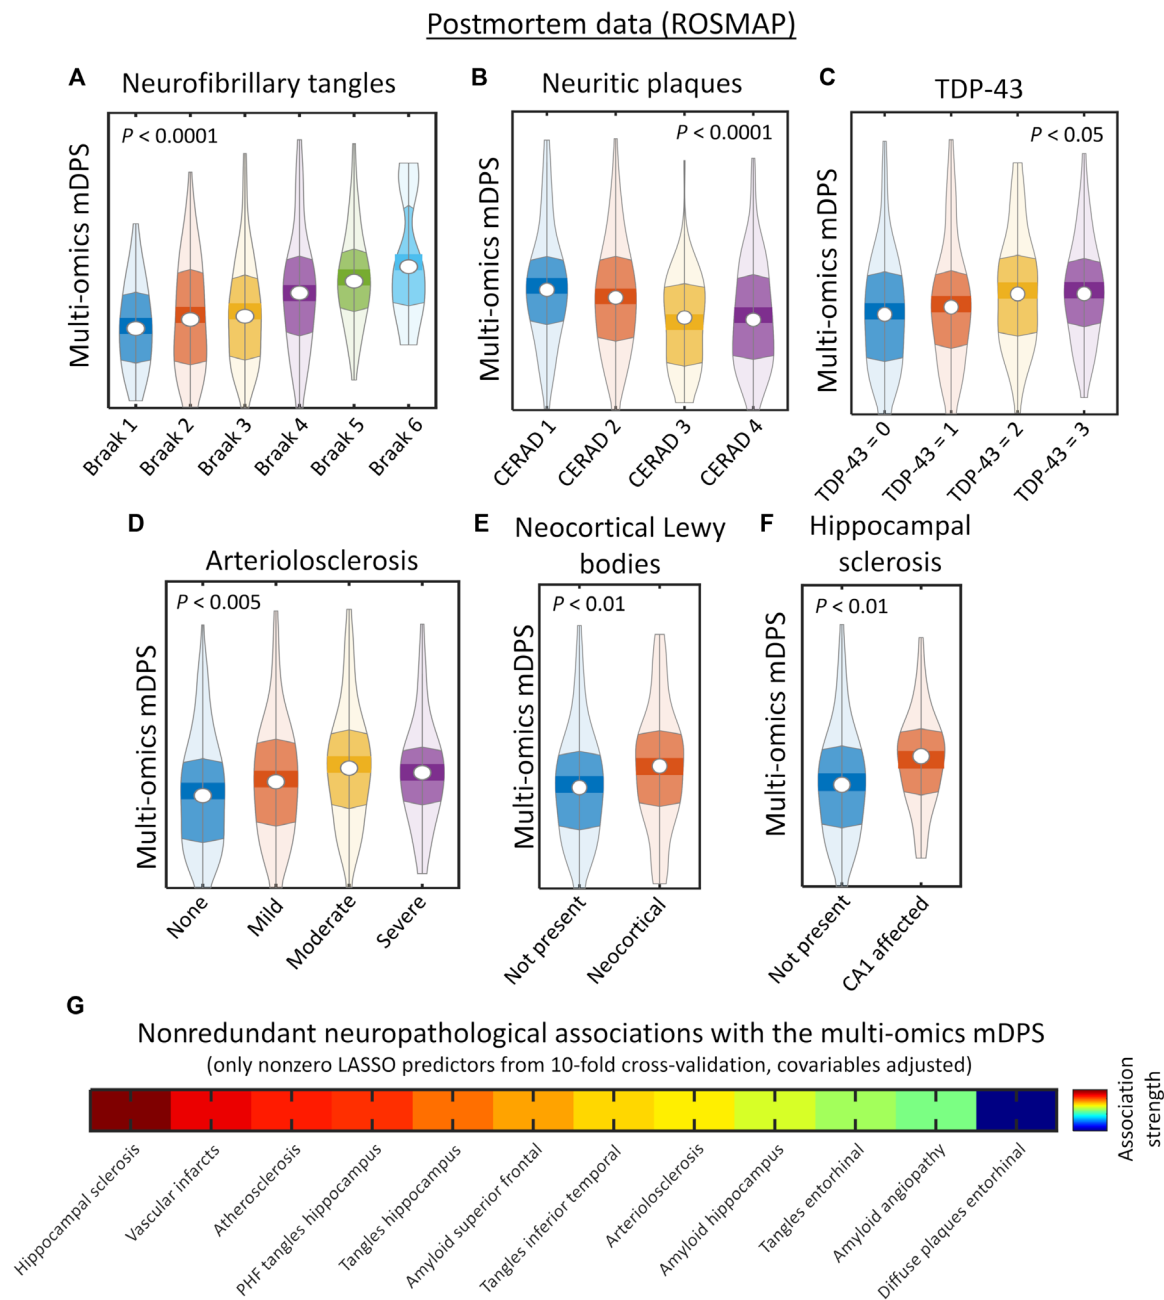 Postmortem data (ROSMAP)
A
Neurofibrillary tangles
P < 0.0001
Multi-omics mDPS
Braak 1
Braak 2
Braak 3
Braak 4
Braak 5
Braak 6
B
Neuritic plaques
P < 0.0001
Multi-omics mDPS
CERAD 1
CERAD 2
CERAD 3
CERAD 4
C
TDP-43
P < 0.05
Multi-omics mDPS
TDP-43 = 0
TDP-43 = 1
TDP-43 = 2
TDP-43 = 3
D
Arteriolosclerosis
P < 0.005
Multi-omics mDPS
None
Mild
Moderate
Severe
E
Neocortical Lewy
bodies
P < 0.01
Multi-omics mDPS
Not present
Neocortical
F
Hippocampal
sclerosis
P < 0.01
Multi-omics mDPS
Not present
CA1 affected
G
Nonredundant neuropathological associations with the multi-omics mDPS
(only nonzero LASSO predictors from 10-fold cross-validation, covariables adjusted)
Association
strength
Hippocampal sclerosis
Vascular infarcts
Atherosclerosis
PHF tangles hippocampus
Tangles hippocampus
Amyloid superior frontal
Tangles inferior temporal
Arteriolosclerosis
Amyloid hippocampus
Tangles entorhinal
Amyloid angiopathy
Diffuse plaques entorhinal